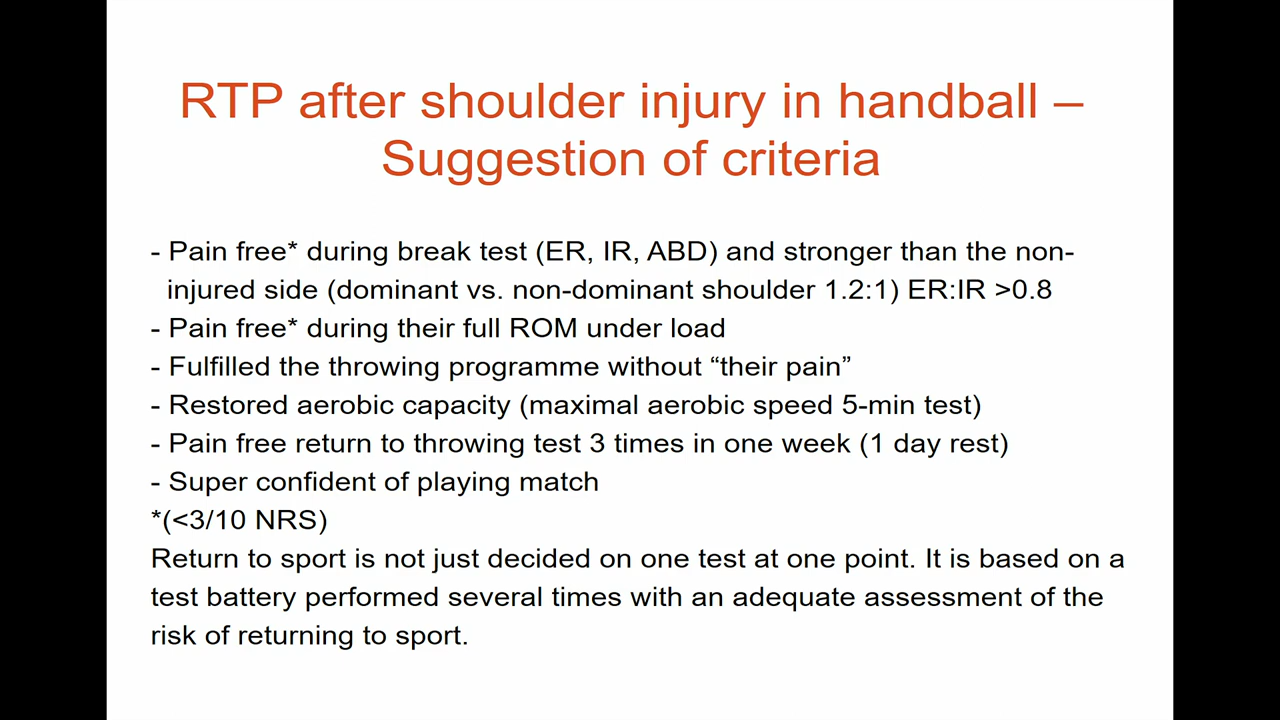 RTP after shoulder injury in handball –
Suggestion of criteria
- Pain free* during break test (ER, IR, ABD) and stronger than the non-
injured side (dominant vs. non-dominant shoulder 1.2:1) ER:IR >0.8
- Pain free* during their full ROM under load
- Fulfilled the throwing programme without “their pain”
- Restored aerobic capacity (maximal aerobic speed 5-min test)
- Pain free return to throwing test 3 times in one week (1 day rest)
- Super confident of playing match
*(<3/10 NRS)
Return to sport is not just decided on one test at one point. It is based on a
test battery performed several times with an adequate assessment of the
risk of returning to sport.